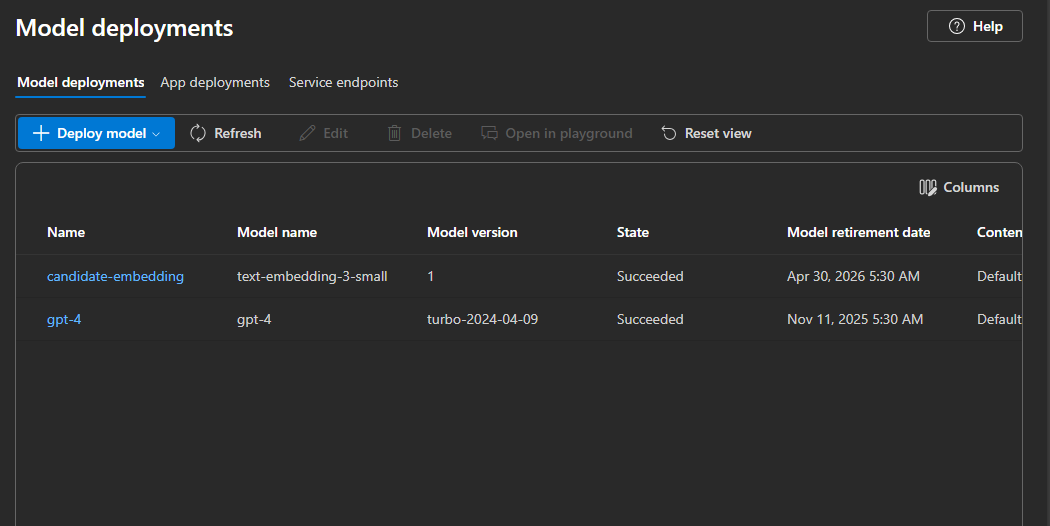 Model deployments
Help
Model deployments App deployments Service endpoints
Deploy model Refresh Edit Delete Open in playground Reset view
Columns
Name Model name Model version State Model retirement date Conten
candidate-embedding text-embedding-3-small 1 Succeeded Apr 30, 2026 5:30 AM Default
gpt-4 gpt-4 turbo-2024-04-09 Succeeded Nov 11, 2025 5:30 AM Default